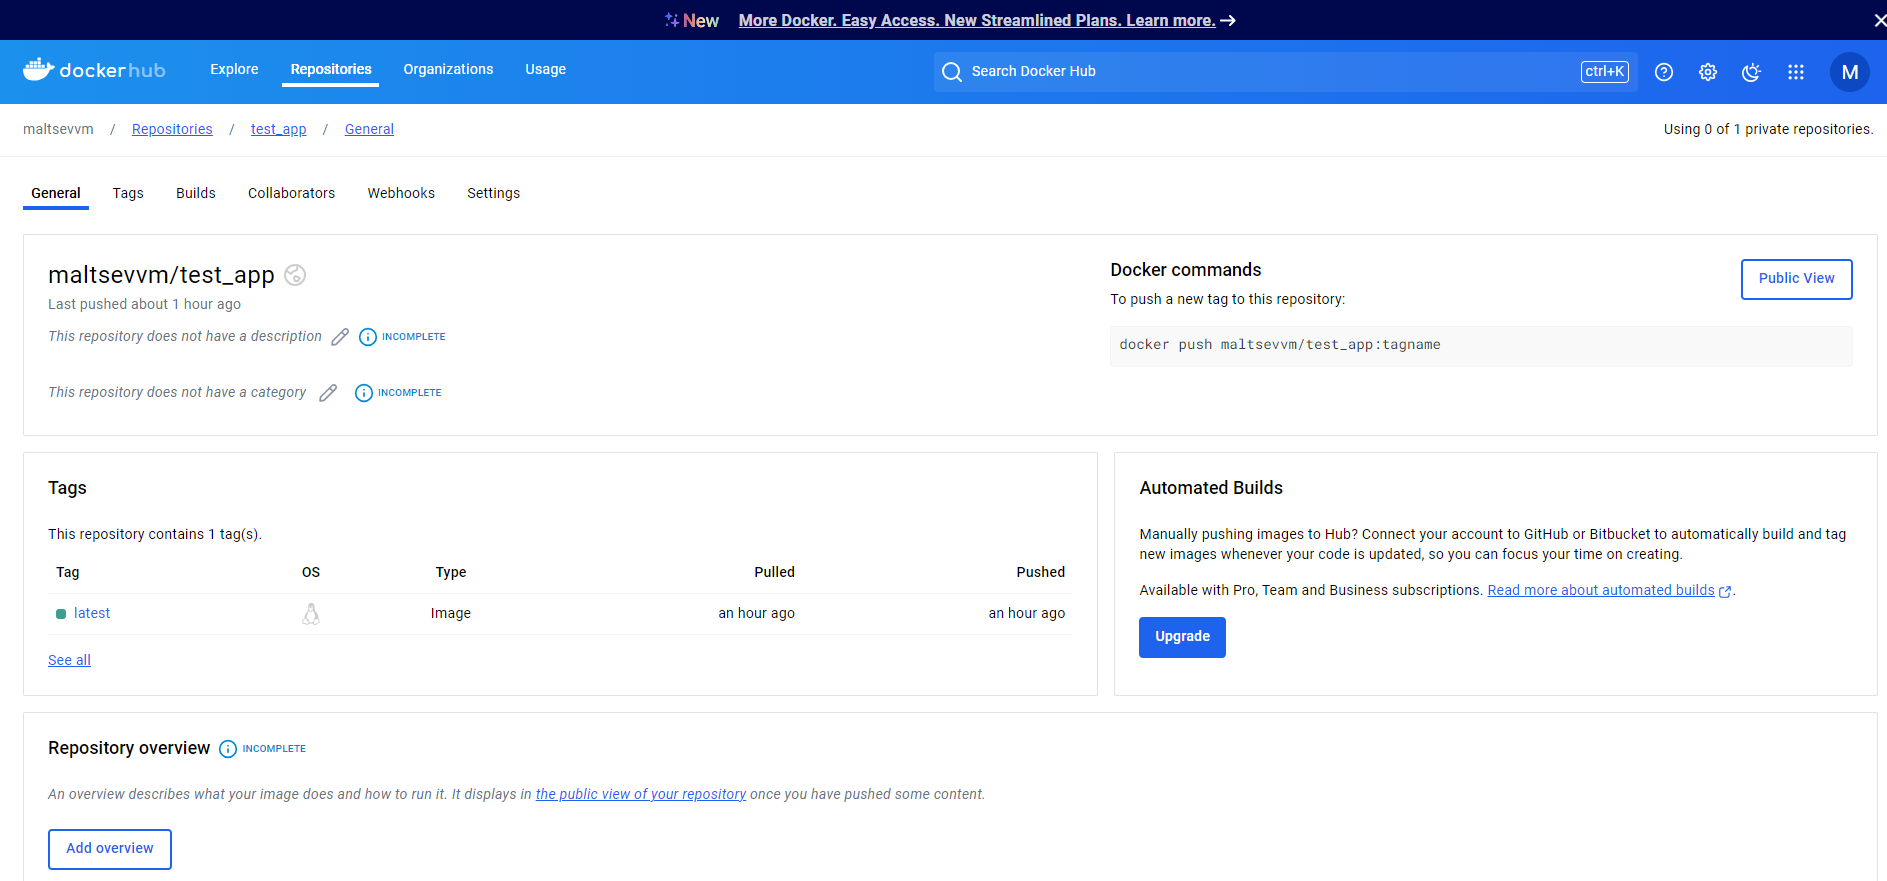 New More Docker. Easy Access. New Streamlined Plans. Learn more. →
dockerhub Explore Repositories Organizations Usage Search Docker Hub ctrl+K M
maltsevvm / Repositories / test_app / General Using 0 of 1 private repositories.
General Tags Builds Collaborators Webhooks Settings
maltsevvm/test_app
Last pushed about 1 hour ago
This repository does not have a description INCOMPLETE
This repository does not have a category INCOMPLETE
Docker commands
To push a new tag to this repository:
Public View
docker push maltsevvm/test_app:tagname
Tags
This repository contains 1 tag(s).
Tag OS Type Pulled Pushed
latest Image an hour ago an hour ago
See all
Automated Builds
Manually pushing images to Hub? Connect your account to GitHub or Bitbucket to automatically build and tag
new images whenever your code is updated, so you can focus your time on creating.
Available with Pro, Team and Business subscriptions. Read more about automated builds.
Upgrade
Repository overview INCOMPLETE
An overview describes what your image does and how to run it. It displays in the public view of your repository once you have pushed some content.
Add overview